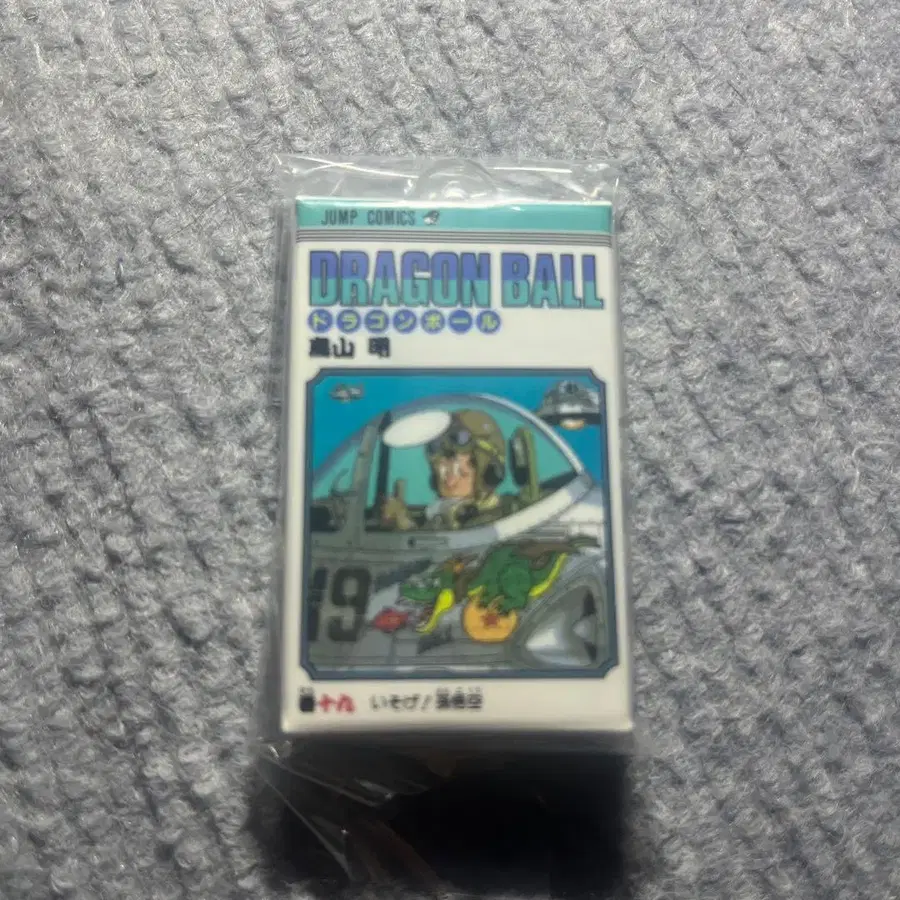 JUMP COMICS
DRAGON BALL
ドラゴンボール
鳥山 明
19
巻十九 いそげ!孫悟空